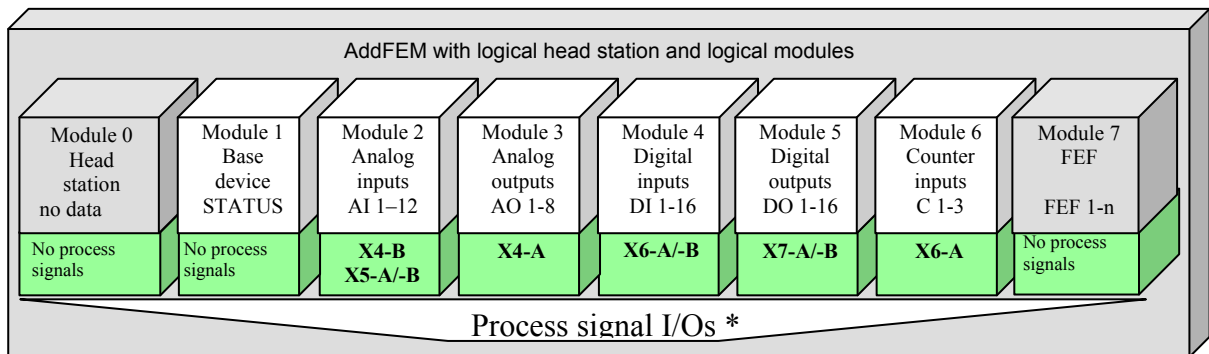 AddFEM with logical head station and logical modules
Module 0
Head
station
no data
Module 1
Base
device
STATUS
Module 2
Analog
inputs
AI 1–12
Module 3
Analog
outputs
AO 1-8
Module 4
Digital
inputs
DI 1-16
Module 5
Digital
outputs
DO 1-16
Module 6
Counter
inputs
C 1-3
Module 7
FEF
FEF 1-n
No process
signals
No process
signals
X4-B
X5-A/-B
X4-A
X6-A/-B
X7-A/-B
X6-A
No process
signals
Process signal I/Os *